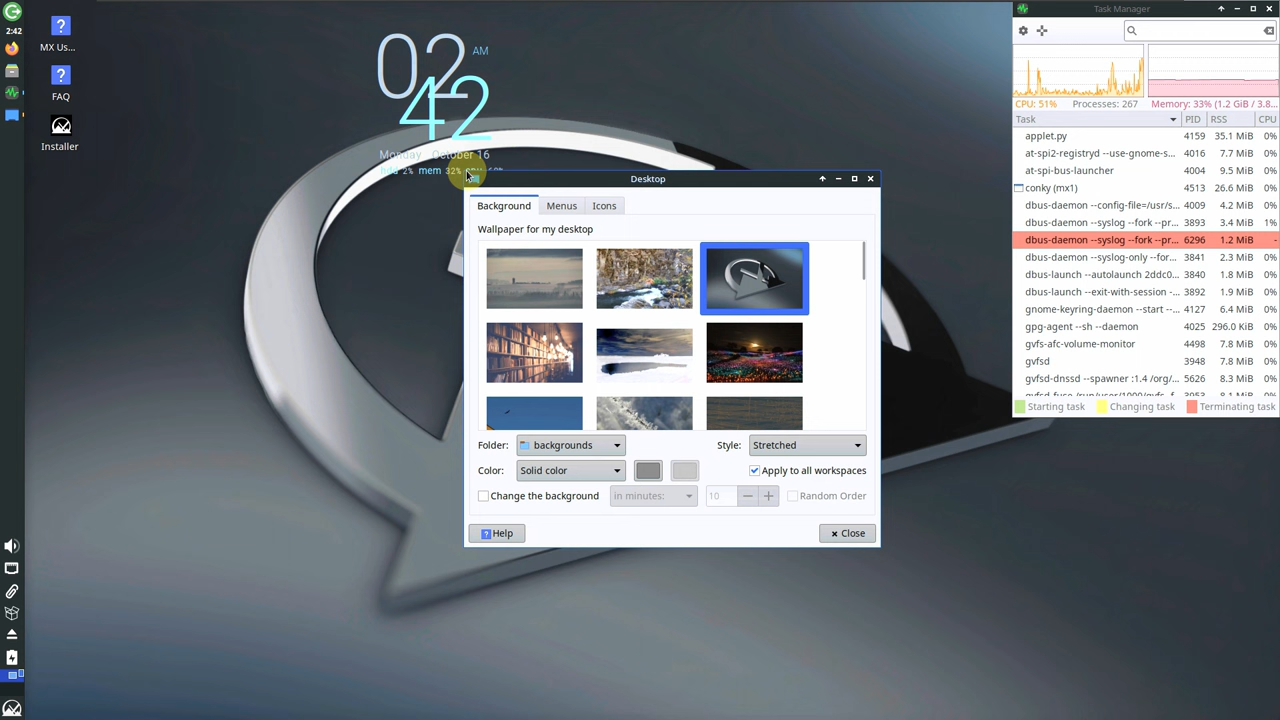 2:42
MX Us...
FAQ
Installer
02 AM
42
Monday October 16
hdd 2% mem 32% cpu
Desktop
Background Menus Icons
Wallpaper for my desktop
Folder: backgrounds Style: Stretched
Color: Solid color Apply to all workspaces
Change the background in minutes: 10 Random Order
Help Close
Task Manager
CPU: 51% Processes: 267 Memory: 33% (1.2 GiB / 3.8...
Task PID RSS CPU
applet.py 4159 35.1 MiB 0%
at-spi2-registryd --use-gnome-s... 4016 7.7 MiB 0%
at-spi-bus-launcher 4004 9.5 MiB 0%
conky (mx1) 4513 26.6 MiB 0%
dbus-daemon --config-file=/usr/s... 4009 4.2 MiB 0%
dbus-daemon --syslog --fork --pr... 3893 3.4 MiB 1%
dbus-daemon --syslog --fork --pr... 6296 1.2 MiB -
dbus-daemon --syslog-only --for... 3841 2.3 MiB 0%
dbus-launch --autolaunch 2ddc0... 3840 1.8 MiB 0%
dbus-launch --exit-with-session -... 3892 1.9 MiB 0%
gnome-keyring-daemon --start --... 4127 6.4 MiB 0%
gpg-agent --sh --daemon 4025 296.0 KiB 0%
gvfs-afc-volume-monitor 4498 7.8 MiB 0%
gvfsd 3948 7.8 MiB 0%
gvfsd-dnssd --spawner :1.4 /org/... 5626 8.3 MiB 0%
Starting task Changing task Terminating task